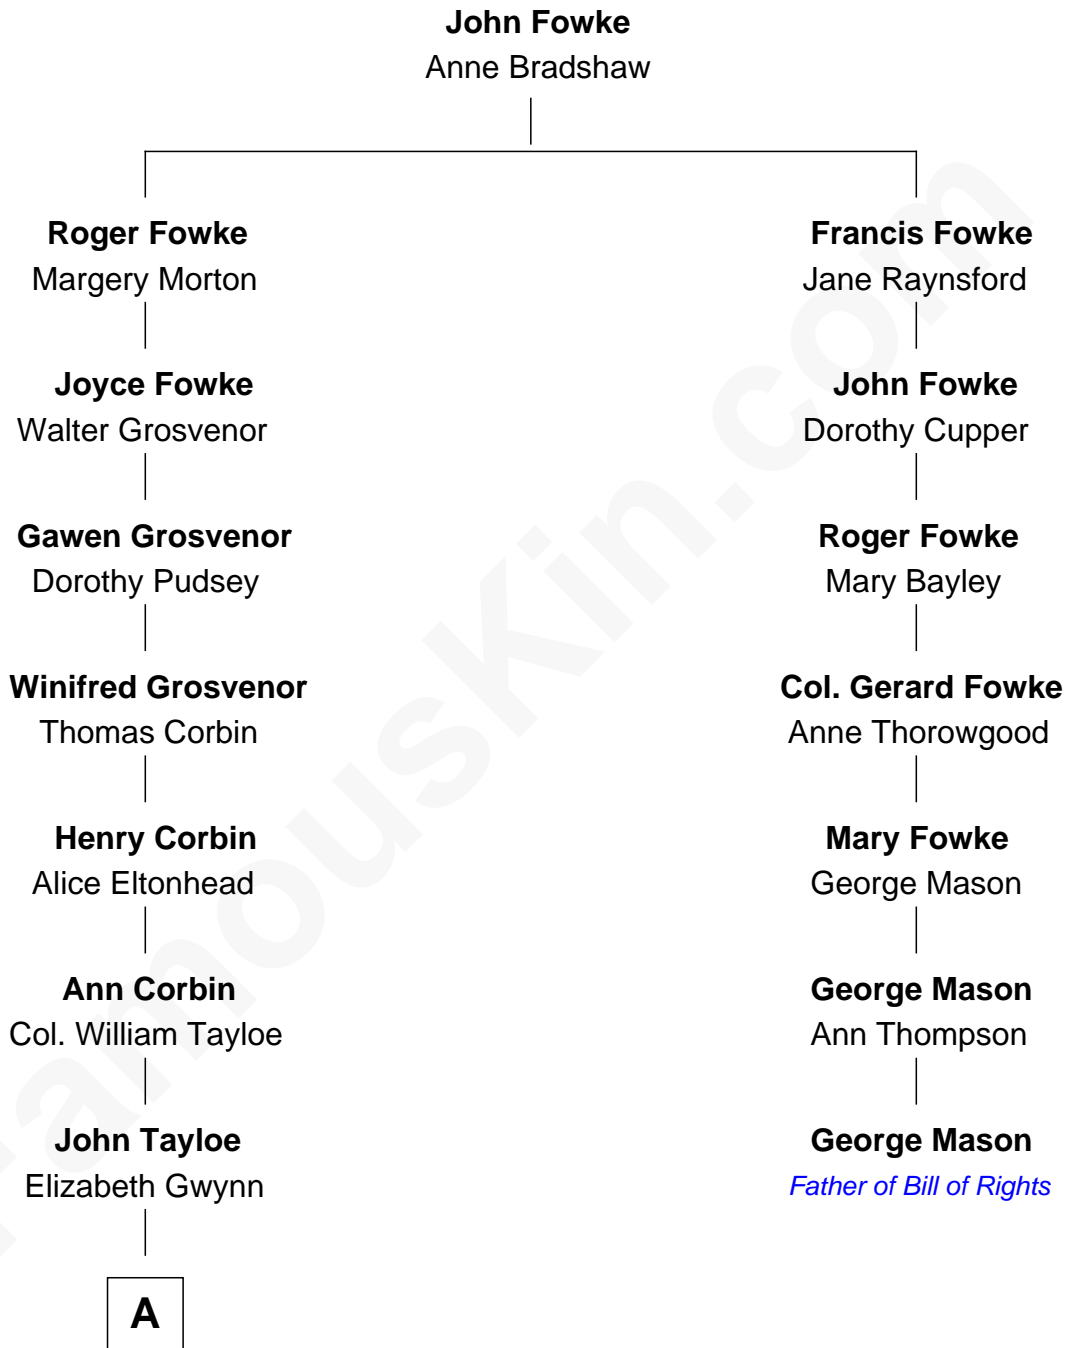 John Fowke
Anne Bradshaw
Roger Fowke
Margery Morton
Francis Fowke
Jane Raynsford
Joyce Fowke
Walter Grosvenor
John Fowke
Dorothy Cupper
Gawen Grosvenor
Dorothy Pudsey
Roger Fowke
Mary Bayley
Winifred Grosvenor
Thomas Corbin
Col. Gerard Fowke
Anne Thorowgood
Henry Corbin
Alice Eltonhead
Mary Fowke
George Mason
Ann Corbin
Col. William Tayloe
George Mason
Ann Thompson
John Tayloe
Elizabeth Gwynn
George Mason
Father of Bill of Rights
A
FamousKin.com